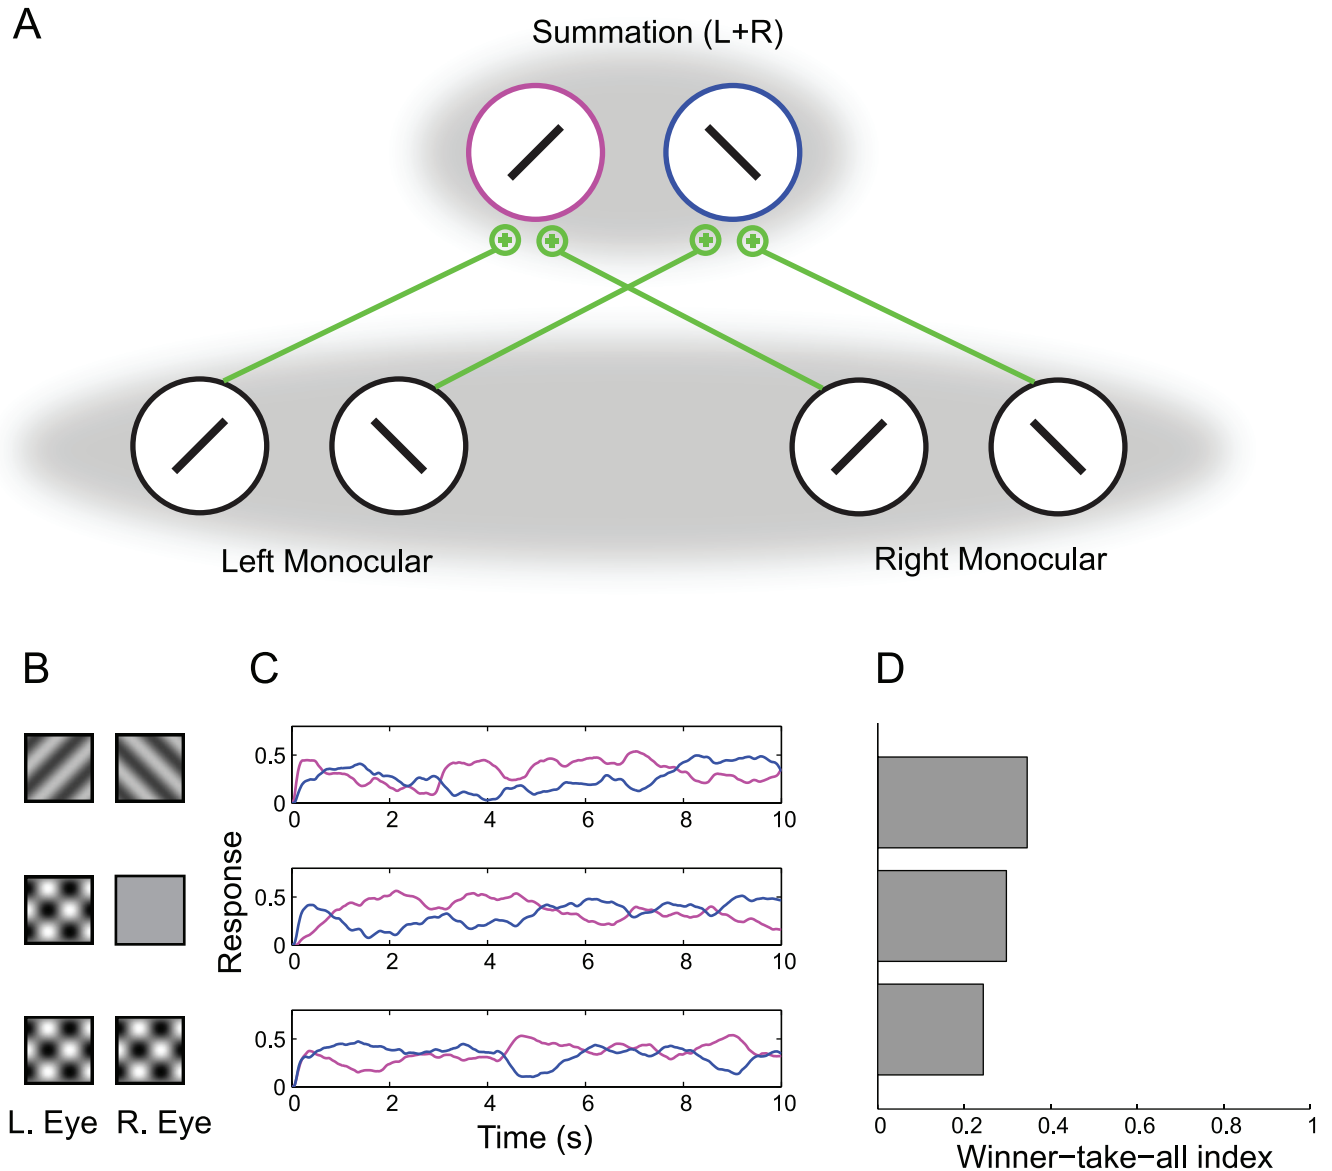 A
Summation (L+R)
Left Monocular
Right Monocular
B
C
D
0.5
0
0 2 4 6 8 10
0.5
0
0 2 4 6 8 10
0.5
0
0 2 4 6 8 10
Response
Time (s)
L. Eye R. Eye
0 0.2 0.4 0.6 0.8 1
Winner−take−all index